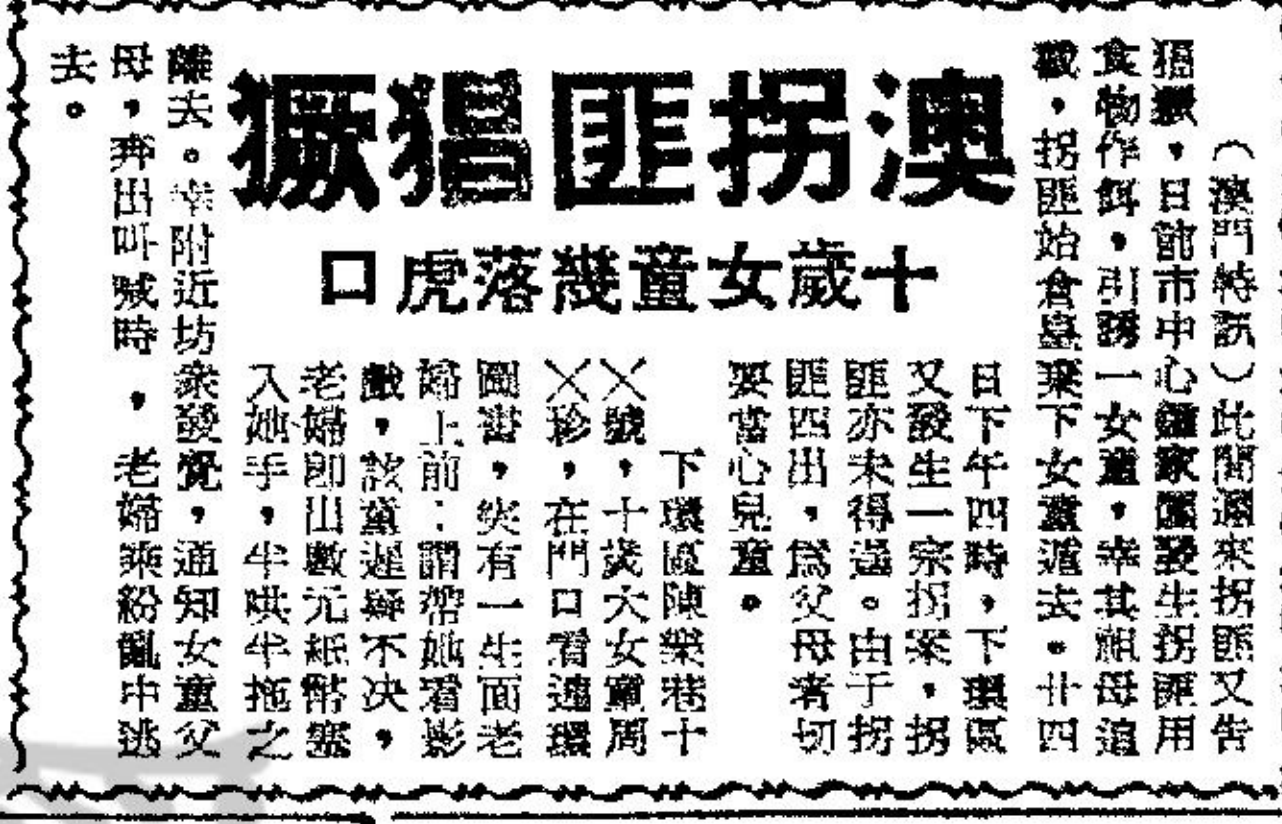 澳拐匪猖獗
十歲女童幾落虎口
（澳門特訊）此間邇來拐匪又告
猖獗，日前市中心鐘家圍發生拐匪用
食物作餌，引誘一女童，幸其祖母追
截，拐匪始倉皇棄下女童遁去。廿四
日下午四時，下環區
又發生一宗拐案，拐
匪亦未得逞。由于拐
匪四出，爲父母者切
要當心兒童。
下環區陳樂巷十
×號，十歲大女童周
×珍，在門口看連環
圖書，突有一生面老
婦上前：謂帶她看影
戲，該童遲疑不决，
老婦即出數元紙幣塞
入她手，半哄半拖之
離去。幸附近坊衆發覺，通知女童父
母，奔出叫喊時，老婦乘紛亂中逃
去。